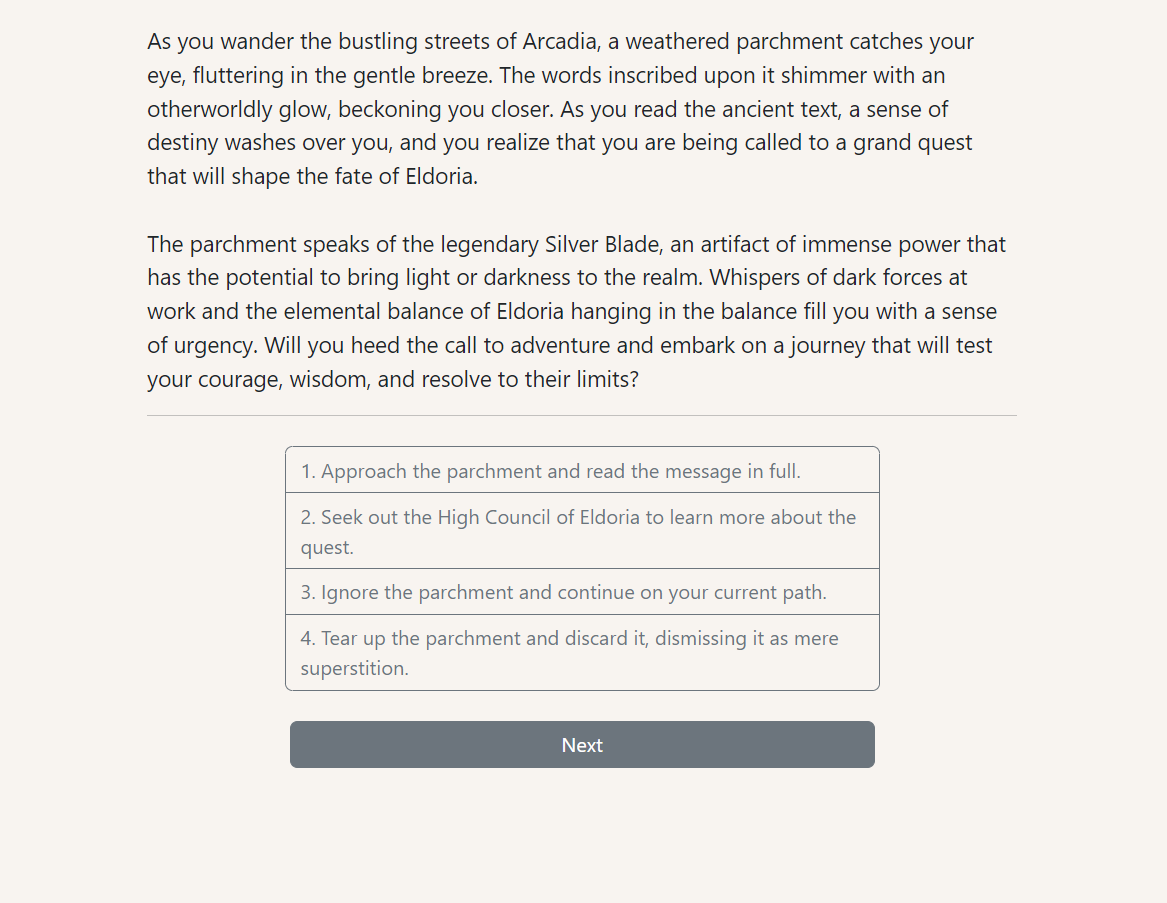 As you wander the bustling streets of Arcadia, a weathered parchment catches your
eye, fluttering in the gentle breeze. The words inscribed upon it shimmer with an
otherworldly glow, beckoning you closer. As you read the ancient text, a sense of
destiny washes over you, and you realize that you are being called to a grand quest
that will shape the fate of Eldoria.
The parchment speaks of the legendary Silver Blade, an artifact of immense power that
has the potential to bring light or darkness to the realm. Whispers of dark forces at
work and the elemental balance of Eldoria hanging in the balance fill you with a sense
of urgency. Will you heed the call to adventure and embark on a journey that will test
your courage, wisdom, and resolve to their limits?
1. Approach the parchment and read the message in full.
2. Seek out the High Council of Eldoria to learn more about the
quest.
3. Ignore the parchment and continue on your current path.
4. Tear up the parchment and discard it, dismissing it as mere
superstition.
Next